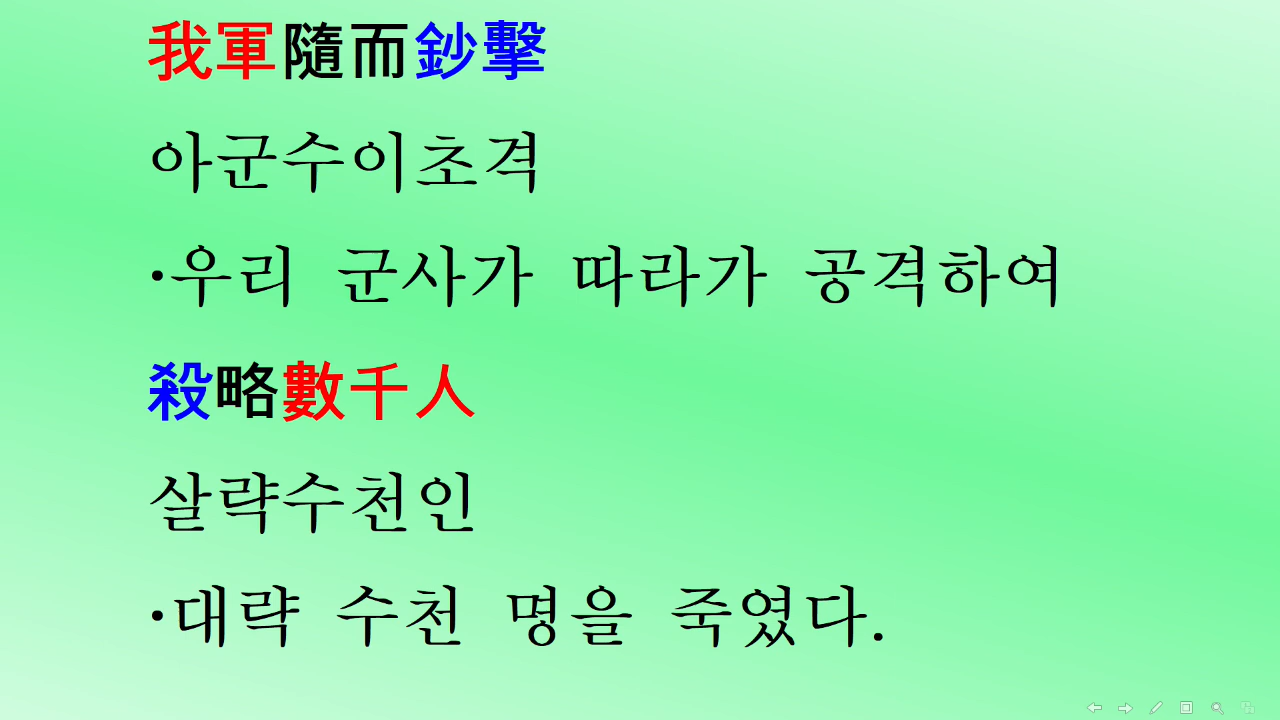 我軍隨而鈔擊
아군수이초격
·우리 군사가 따라가 공격하여
殺略數千人
살략수천인
·대략 수천 명을 죽였다.